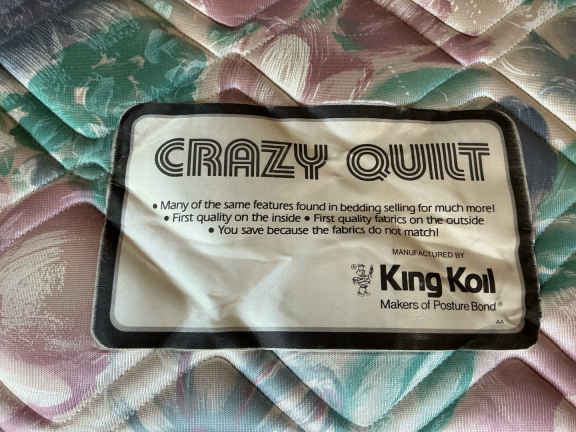 CRAZY QUILT
• Many of the same features found in bedding selling for much more!
• First quality on the inside • First quality fabrics on the outside
• You save because the fabrics do not match!
MANUFACTURED BY
® King Koil
Makers of Posture Bond®
AA